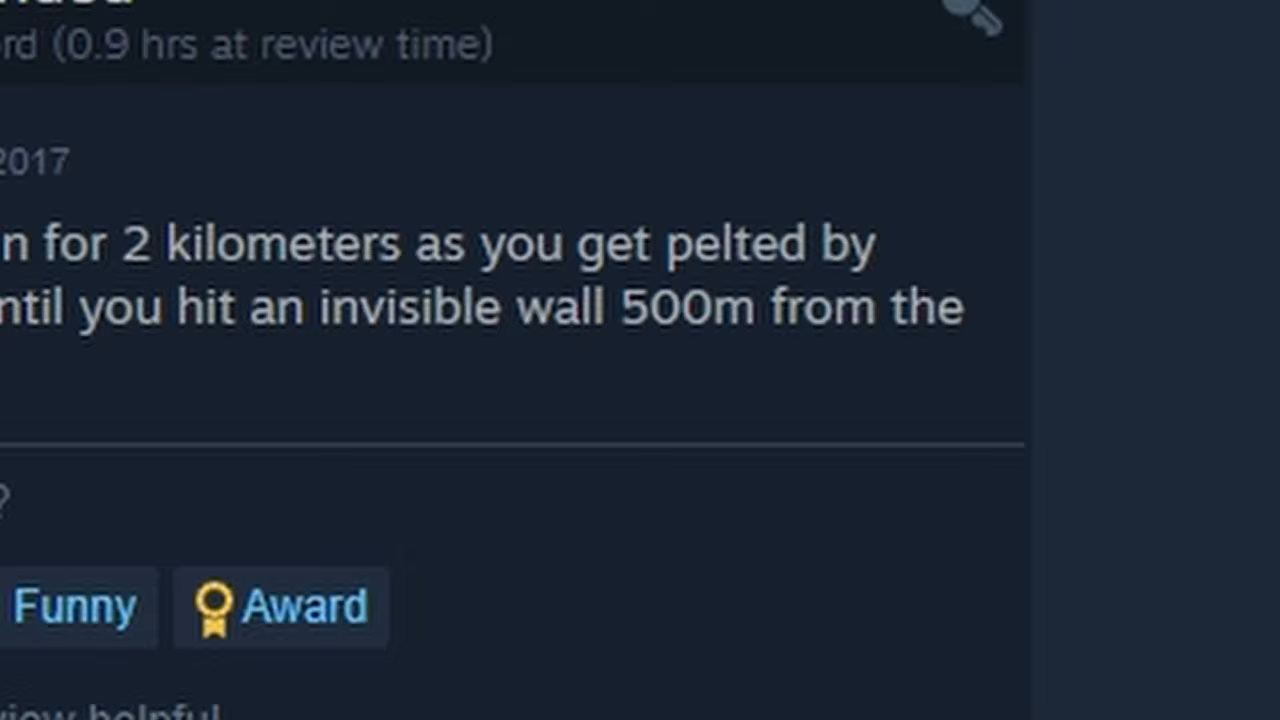 (0.9 hrs at review time)
2017
for 2 kilometers as you get pelted by
you hit an invisible wall 500m from the
?
Funny
Award
helpful